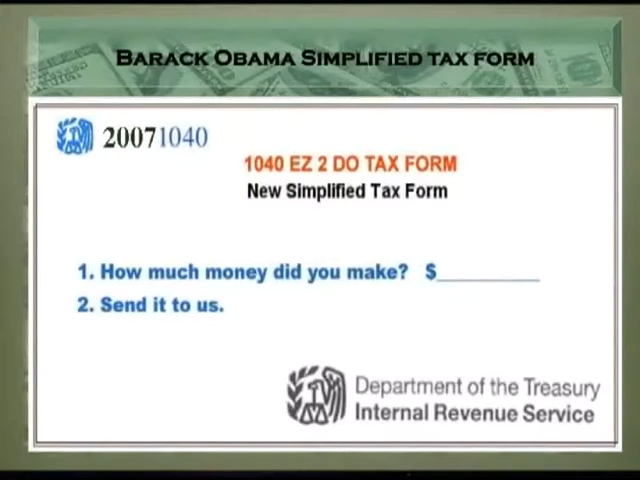 BARACK OBAMA SIMPLIFIED TAX FORM
20071040
1040 EZ 2 DO TAX FORM
New Simplified Tax Form
1. How much money did you make? $__________
2. Send it to us.
Department of the Treasury
Internal Revenue Service